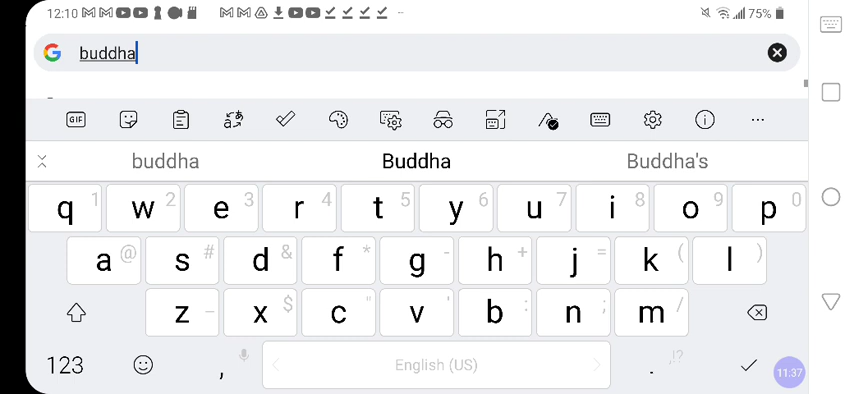 12:10 75%
buddha
GIF
buddha Buddha Buddha's
q 1 w 2 e 3 r 4 t 5 y 6 u 7 i 8 o 9 p 0
a @ s # d & f * g - h + j = k ( l )
z _ x $ c " v ' b : n ; m /
123 , English (US) . ,!?
11:37